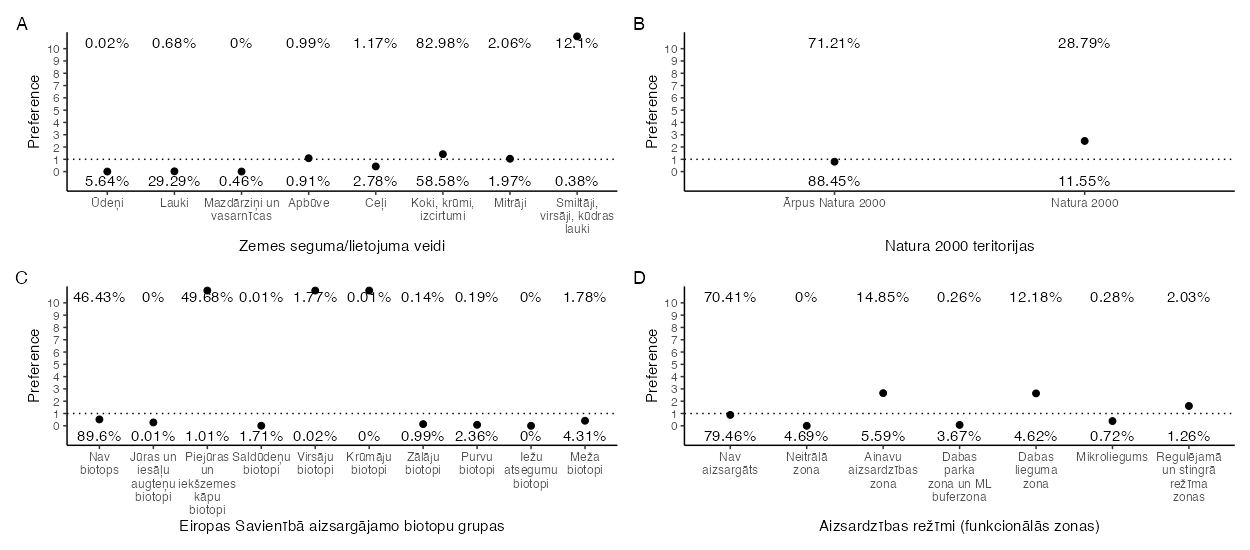 A
0.02% 0.68% 0% 0.99% 1.17% 82.98% 2.06% 12.1%
10
9
8
7
6
5
4
3
2
1
0
Preference
5.64% 29.29% 0.46% 0.91% 2.78% 58.58% 1.97% 0.38%
Ūdeņi Lauki Mazdārziņi un vasarnīcas Apbūve Ceļi Koki, krūmi, izcirtumi Mitrāji Smiltāji, virsāji, kūdras lauki
Zemes seguma/lietojuma veidi
B
71.21% 28.79%
10
9
8
7
6
5
4
3
2
1
0
Preference
88.45% 11.55%
Ārpus Natura 2000 Natura 2000
Natura 2000 teritorijas
C
46.43% 0% 49.68% 0.01% 1.77% 0.01% 0.14% 0.19% 0% 1.78%
10
9
8
7
6
5
4
3
2
1
0
Preference
89.6% 0.01% 1.01% 1.71% 0.02% 0% 0.99% 2.36% 0% 4.31%
Nav biotops Jūras un iesāļu augteņu biotopi Piejūras un iekšzemes kāpu biotopi Saldūdeņu biotopi Virsāju biotopi Krūmāju biotopi Zālāju biotopi Purvu biotopi Iežu atsegumu biotopi Meža biotopi
Eiropas Savienībā aizsargājamo biotopu grupas
D
70.41% 0% 14.85% 0.26% 12.18% 0.28% 2.03%
10
9
8
7
6
5
4
3
2
1
0
Preference
79.46% 4.69% 5.59% 3.67% 4.62% 0.72% 1.26%
Nav aizsargāts Neitrālā zona Ainavu aizsardzības zona Dabas parka zona un ML buferzona Dabas lieguma zona Mikroliegums Regulējamā un stingrā režīma zonas
Aizsardzības režīmi (funkcionālās zonas)